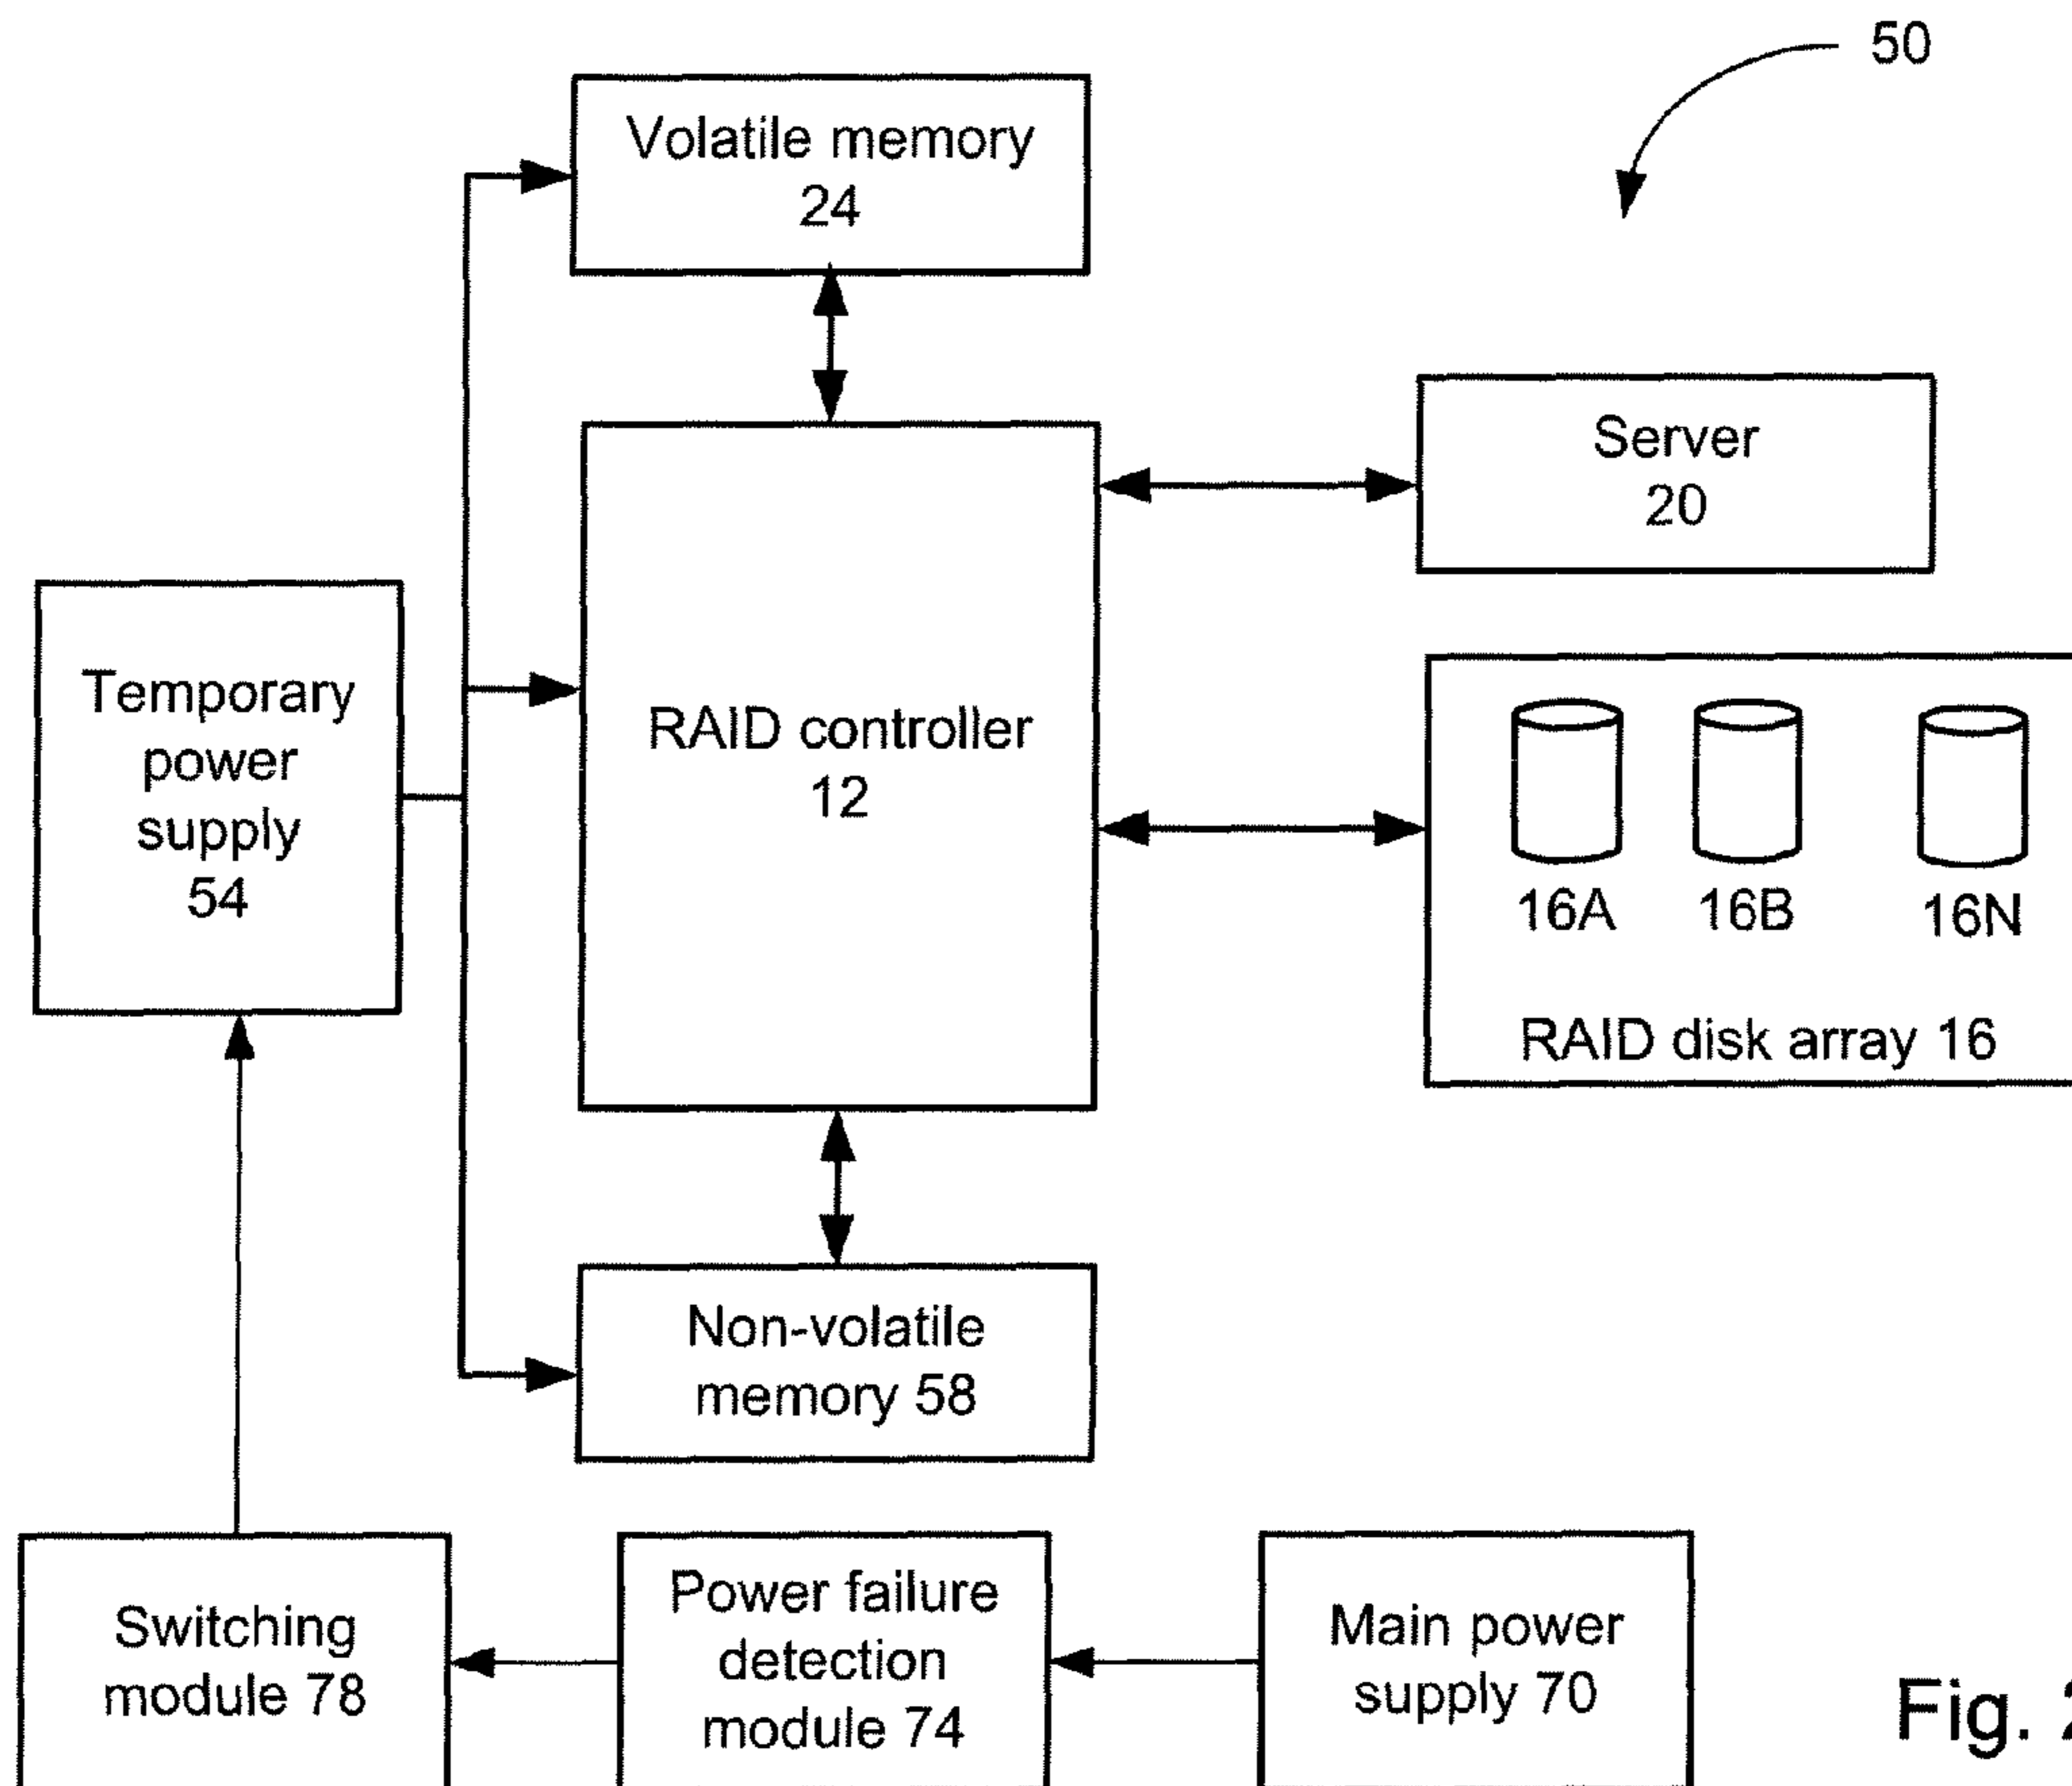 50
Volatile memory
24
Server
20
Temporary
power
supply
54
RAID controller
12
16A 16B 16N
RAID disk array 16
Non-volatile
memory 58
Switching
module 78
Power failure
detection
module 74
Main power
supply 70
Fig.